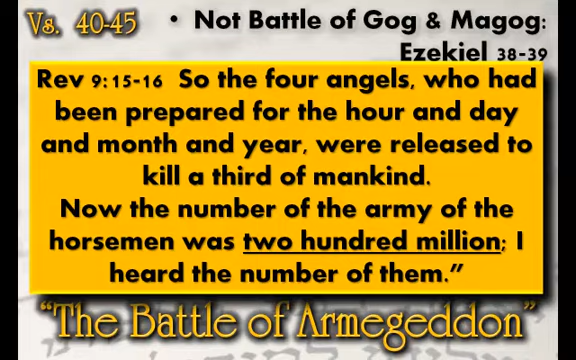 Vs. 40-45
• Not Battle of Gog & Magog:
Ezekiel 38-39
Rev 9:15-16 So the four angels, who had
been prepared for the hour and day
and month and year, were released to
kill a third of mankind.
Now the number of the army of the
horsemen was two hundred million; I
heard the number of them.”
“The Battle of Armegeddon”